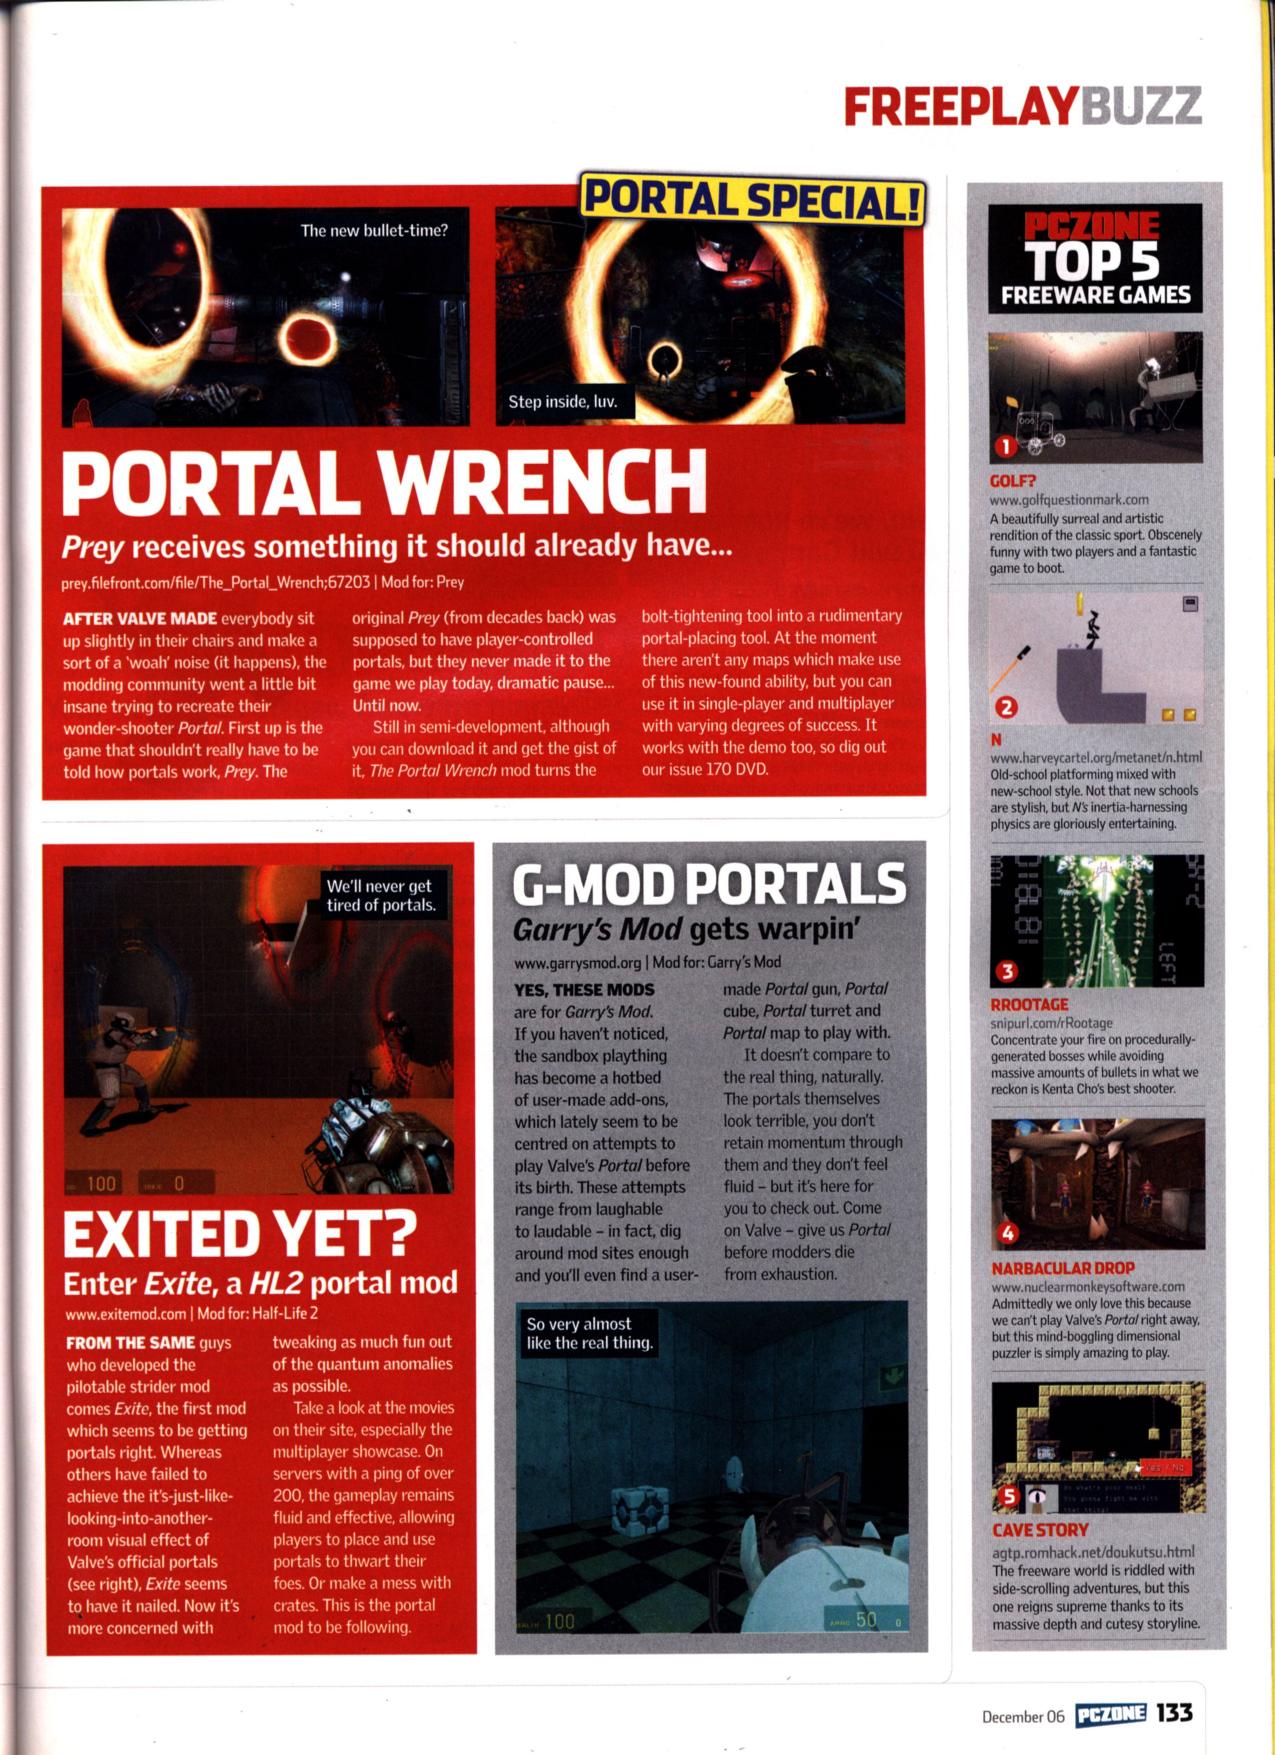 FREEPLAYBUZZ
PORTAL SPECIAL!
The new bullet-time?
Step inside, luv.
PORTAL WRENCH
Prey receives something it should already have...
prey.filefront.com/file/The_Portal_Wrench;67203 | Mod for: Prey
AFTER VALVE MADE everybody sit
up slightly in their chairs and make a
sort of a 'woah' noise (it happens), the
modding community went a little bit
insane trying to recreate their
wonder-shooter Portal. First up is the
game that shouldn't really have to be
told how portals work, Prey. The
original Prey (from decades back) was
supposed to have player-controlled
portals, but they never made it to the
game we play today, dramatic pause...
Until now.
Still in semi-development, although
you can download it and get the gist of
it, The Portal Wrench mod turns the
bolt-tightening tool into a rudimentary
portal-placing tool. At the moment
there aren't any maps which make use
of this new-found ability, but you can
use it in single-player and multiplayer
with varying degrees of success. It
works with the demo too, so dig out
our issue 170 DVD.
We'll never get
tired of portals.
100
0
EXITED YET?
Enter Exite, a HL2 portal mod
www.exitemod.com | Mod for: Half-Life 2
FROM THE SAME guys
who developed the
pilotable strider mod
comes Exite, the first mod
which seems to be getting
portals right. Whereas
others have failed to
achieve the it's-just-like-
looking-into-another-
room visual effect of
Valve's official portals
(see right), Exite seems
to have it nailed. Now it's
more concerned with
tweaking as much fun out
of the quantum anomalies
as possible.
Take a look at the movies
on their site, especially the
multiplayer showcase. On
servers with a ping of over
200, the gameplay remains
fluid and effective, allowing
players to place and use
portals to thwart their
foes. Or make a mess with
crates. This is the portal
mod to be following.
G-MOD PORTALS
Garry's Mod gets warpin'
www.garrysmod.org | Mod for: Garry's Mod
YES, THESE MODS
are for Garry's Mod.
If you haven't noticed,
the sandbox plaything
has become a hotbed
of user-made add-ons,
which lately seem to be
centred on attempts to
play Valve's Portal before
its birth. These attempts
range from laughable
to laudable – in fact, dig
around mod sites enough
and you'll even find a user-
made Portal gun, Portal
cube, Portal turret and
Portal map to play with.
It doesn't compare to
the real thing, naturally.
The portals themselves
look terrible, you don't
retain momentum through
them and they don't feel
fluid – but it's here for
you to check out. Come
on Valve – give us Portal
before modders die
from exhaustion.
So very almost
like the real thing.
HEALTH 100
AMMO 50 0
PCZONE
TOP 5
FREEWARE GAMES
1
GOLF?
www.golfquestionmark.com
A beautifully surreal and artistic
rendition of the classic sport. Obscenely
funny with two players and a fantastic
game to boot.
2
N
www.harveycartel.org/metanet/n.html
Old-school platforming mixed with
new-school style. Not that new schools
are stylish, but N's inertia-harnessing
physics are gloriously entertaining.
LEFT
3
RROOTAGE
snipurl.com/rRootage
Concentrate your fire on procedurally-
generated bosses while avoiding
massive amounts of bullets in what we
reckon is Kenta Cho's best shooter.
4
NARBACULAR DROP
www.nuclearmonkeysoftware.com
Admittedly we only love this because
we can't play Valve's Portal right away,
but this mind-boggling dimensional
puzzler is simply amazing to play.
Yes / No
5
CAVE STORY
agtp.romhack.net/doukutsu.html
The freeware world is riddled with
side-scrolling adventures, but this
one reigns supreme thanks to its
massive depth and cutesy storyline.
December 06 PCZONE 133